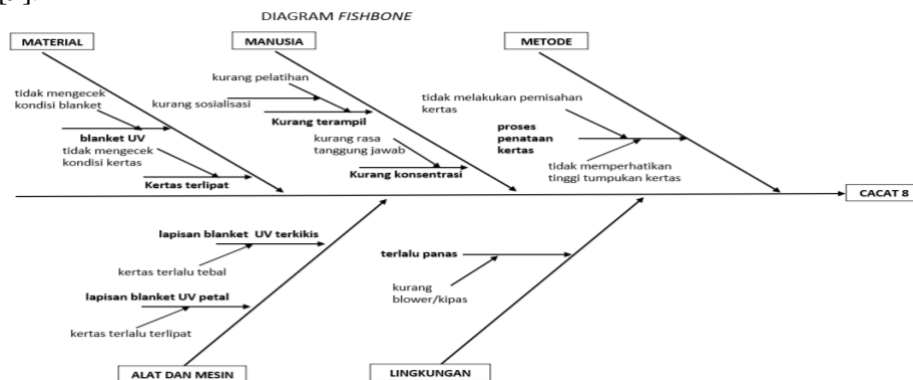 DIAGRAM FISHBONE
MATERIAL
MANUSIA
METODE
tidak mengecek
kondisi blanket
blanket UV
tidak mengecek
kondisi kertas
Kertas terlipat
kurang pelatihan
kurang sosialisasi
Kurang terampil
kurang rasa
tanggung jawab
Kurang konsentrasi
tidak melakukan pemisahan
kertas
proses
penataan
kertas
tidak memperhatikan
tinggi tumpukan kertas
CACAT 8
lapisan blanket UV terkikis
kertas terlalu tebal
lapisan blanket UV petal
kertas terlalu terlipat
terlalu panas
kurang
blower/kipas
ALAT DAN MESIN
LINGKUNGAN